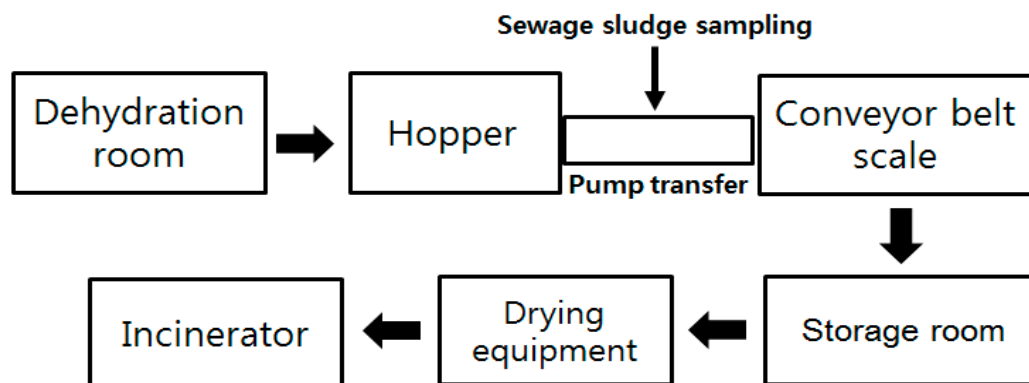 Sewage sludge sampling
Dehydration
room
Hopper
Pump transfer
Conveyor belt
scale
Incinerator
Drying
equipment
Storage room